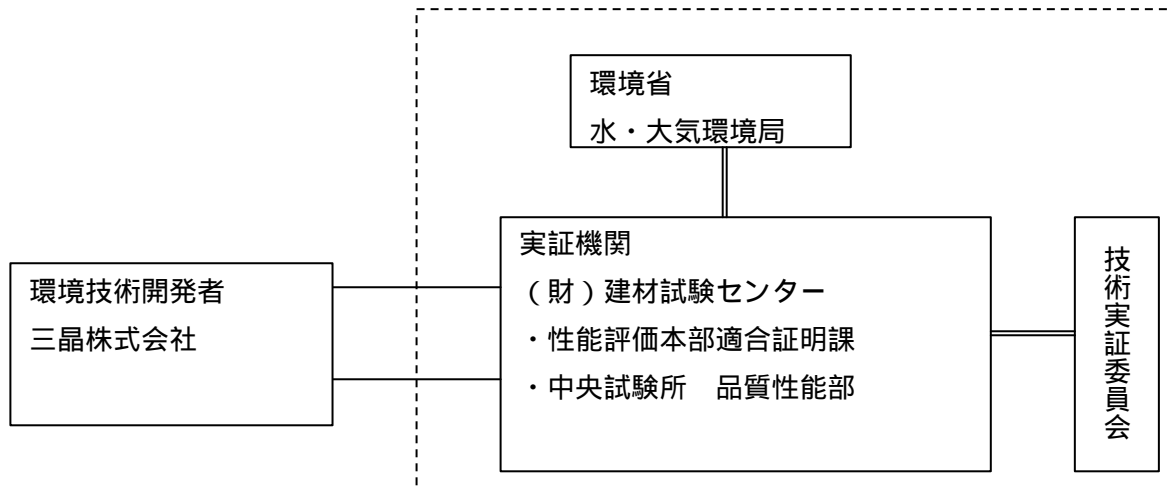 環境省
水・大気環境局
環境技術開発者
三晶株式会社
実証機関
（財）建材試験センター
・性能評価本部適合証明課
・中央試験所　品質性能部
技術実証委員会